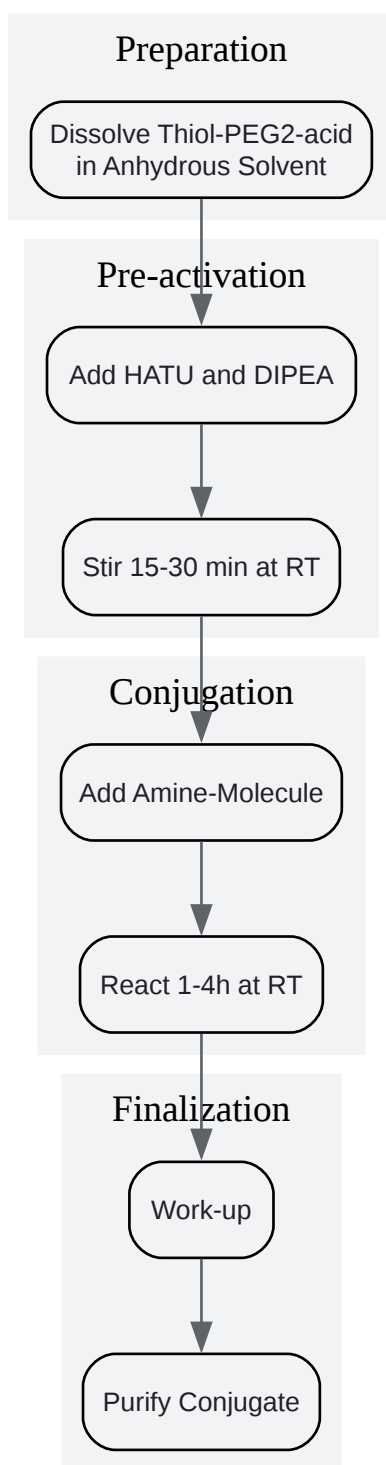 Preparation
Dissolve Thiol-PEG2-acid
in Anhydrous Solvent
Pre-activation
Add HATU and DIPEA
Stir 15-30 min at RT
Conjugation
Add Amine-Molecule
React 1-4h at RT
Finalization
Work-up
Purify Conjugate